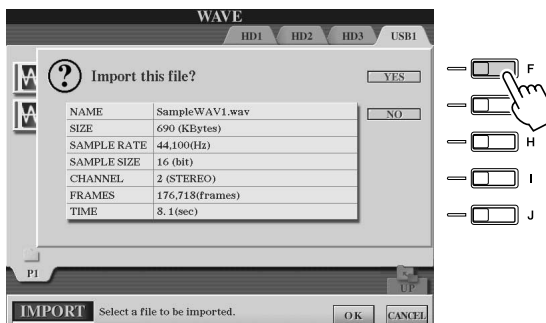 WAVE
HD1 HD2 HD3 USB1
Import this file?
YES
NO
NAME SampleWAV1.wav
SIZE 690 (KBytes)
SAMPLE RATE 44,100(Hz)
SAMPLE SIZE 16 (bit)
CHANNEL 2 (STEREO)
FRAMES 176,718(frames)
TIME 8. 1(sec)
F
H
I
J
P1
UP
IMPORT Select a file to be imported.
OK CANCEL